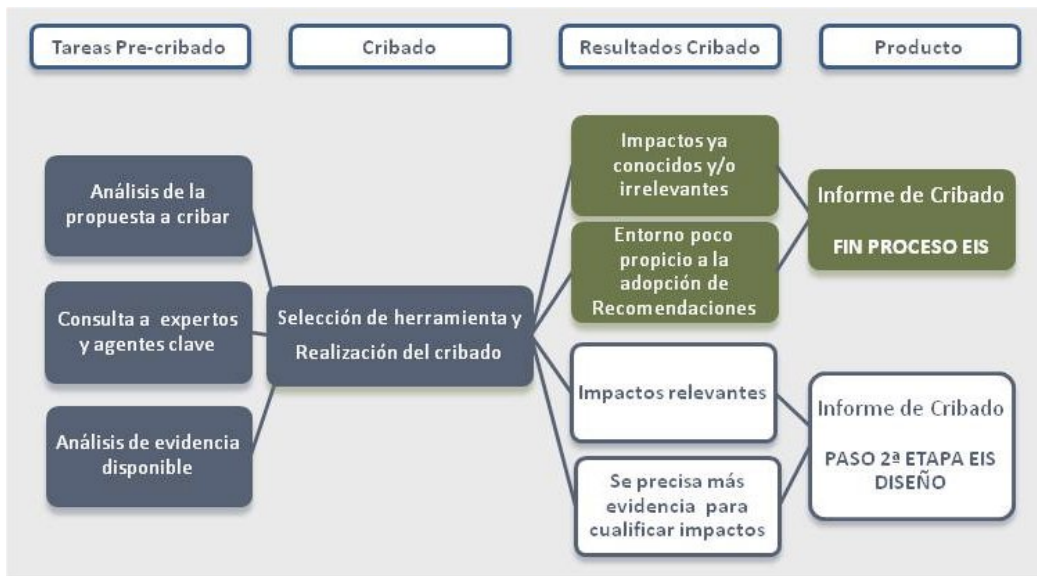 Tareas Pre-cribado
Cribado
Resultados Cribado
Producto
Análisis de la
propuesta a cribar
Consulta a expertos
y agentes clave
Análisis de evidencia
disponible
Selección de herramienta y
Realización del cribado
Impactos ya
conocidos y/o
irrelevantes
Entorno poco
propicio a la
adopción de
Recomendaciones
Impactos relevantes
Se precisa más
evidencia para
cualificar impactos
Informe de Cribado
FIN PROCESO EIS
Informe de Cribado
PASO 2ª ETAPA EIS
DISEÑO